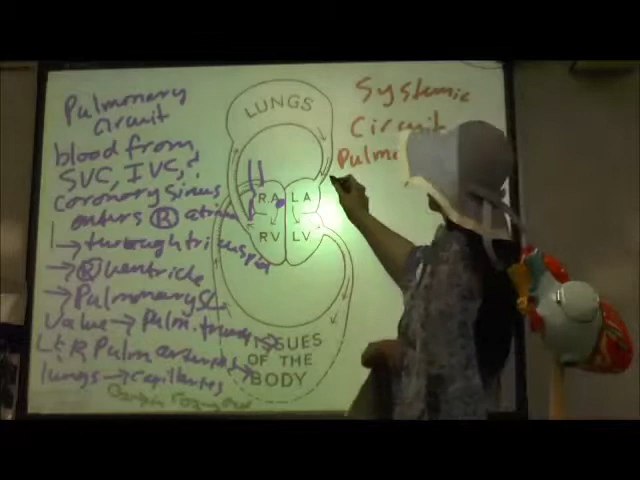 Pulmonary
circuit
blood from
SVC, IVC, &
coronary sinus
enters R atrium
→ through tricuspid
→ R ventricle
→ Pulmonary SL
valve → Pulm. trunk →
L & R Pulm arteries →
lungs → capillaries
LUNGS
RA LA
RV LV
TISSUES
OF THE
BODY
Systemic
Circuit
Pulmo